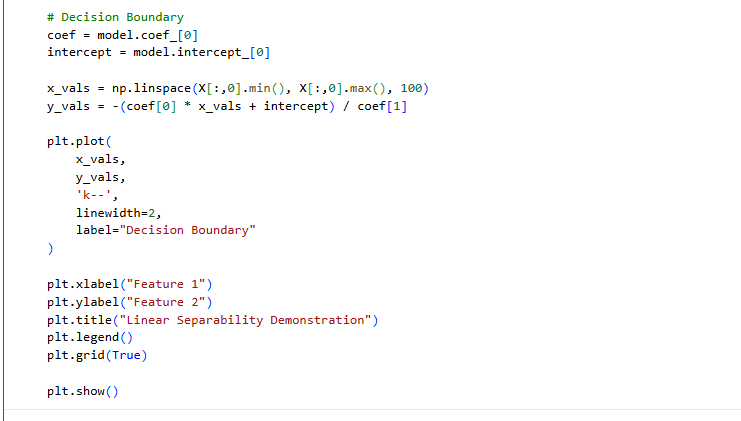 # Decision Boundary
coef = model.coef_[0]
intercept = model.intercept_[0]
x_vals = np.linspace(X[:,0].min(), X[:,0].max(), 100)
y_vals = -(coef[0] * x_vals + intercept) / coef[1]
plt.plot(
    x_vals,
    y_vals,
    'k--',
    linewidth=2,
    label="Decision Boundary"
)
plt.xlabel("Feature 1")
plt.ylabel("Feature 2")
plt.title("Linear Separability Demonstration")
plt.legend()
plt.grid(True)
plt.show()